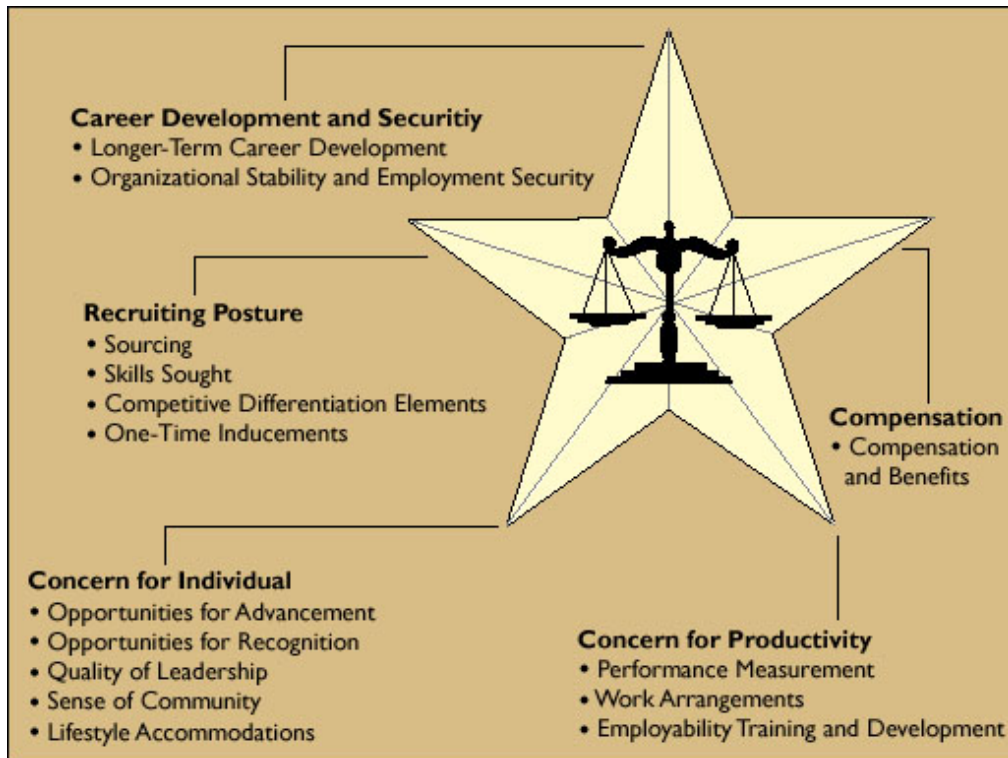 Career Development and Securitiy
• Longer-Term Career Development
• Organizational Stability and Employment Security
Recruiting Posture
• Sourcing
• Skills Sought
• Competitive Differentiation Elements
• One-Time Inducements
Compensation
• Compensation
and Benefits
Concern for Individual
• Opportunities for Advancement
• Opportunities for Recognition
• Quality of Leadership
• Sense of Community
• Lifestyle Accommodations
Concern for Productivity
• Performance Measurement
• Work Arrangements
• Employability Training and Development